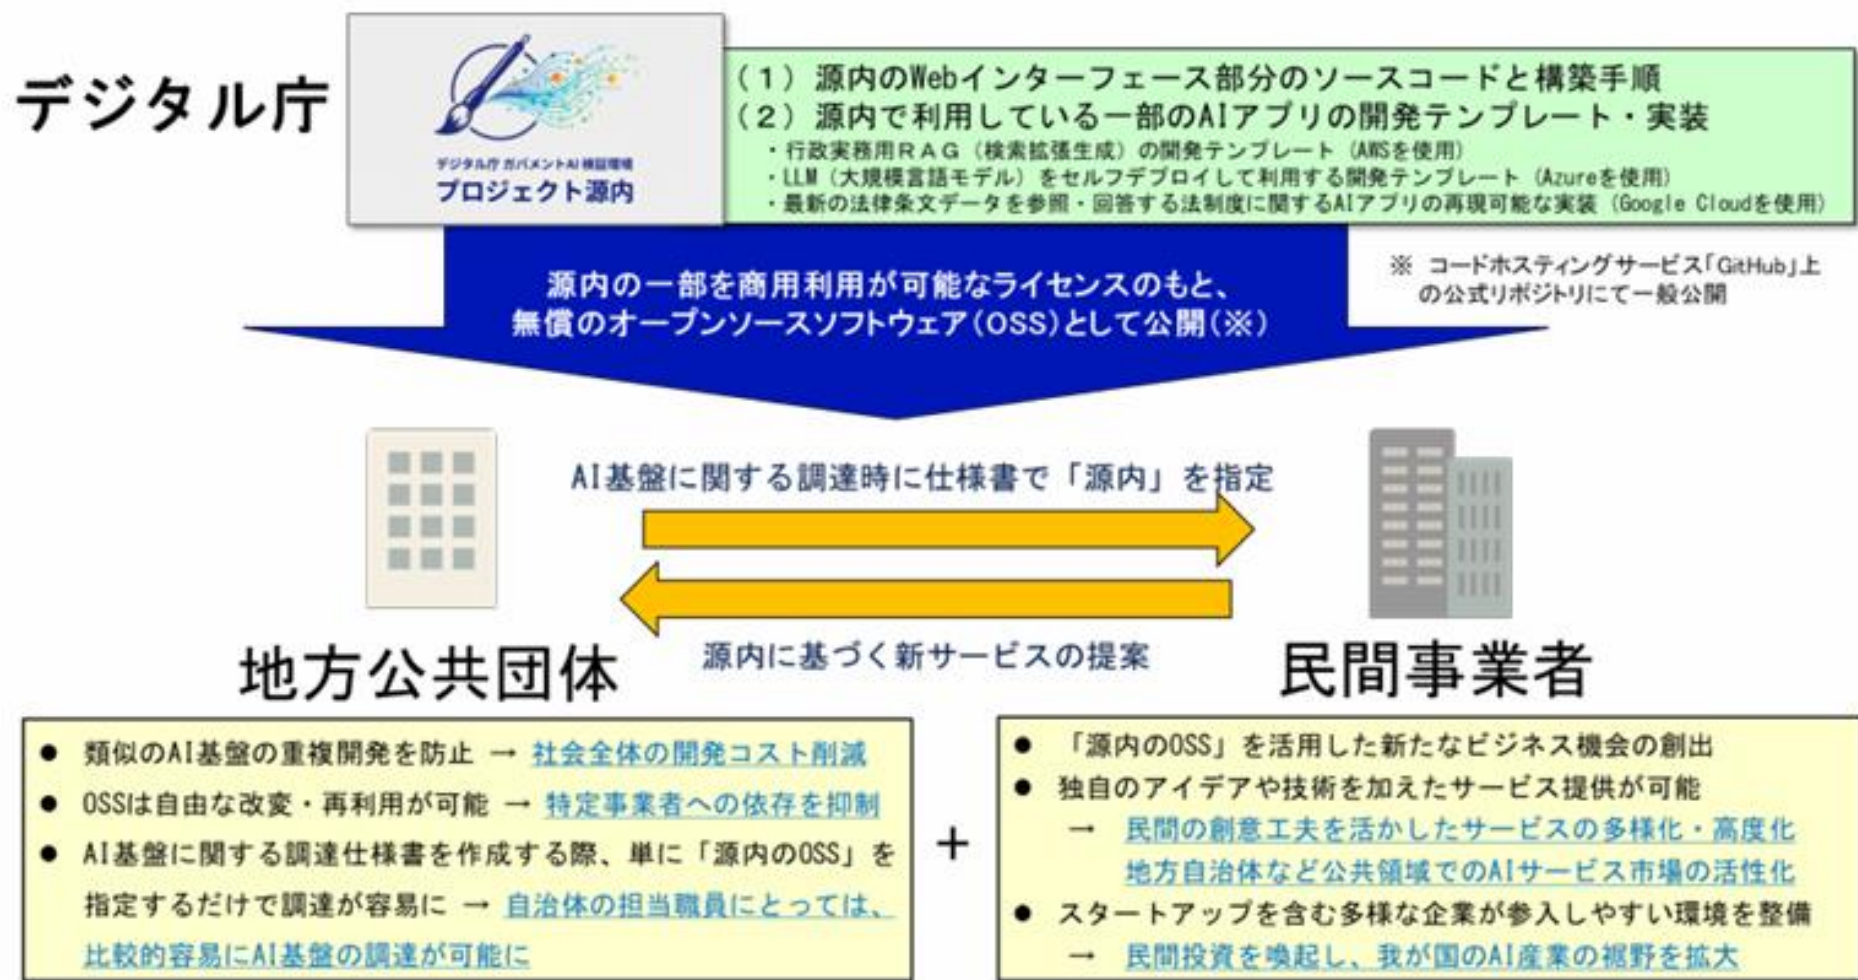 デジタル庁
デジタル庁 ガバメントAI 検証環境
プロジェクト源内
（１）源内のWebインターフェース部分のソースコードと構築手順
（２）源内で利用している一部のAIアプリの開発テンプレート・実装
・行政実務用ＲＡＧ（検索拡張生成）の開発テンプレート（AWSを使用）
・LLM（大規模言語モデル）をセルフデプロイして利用する開発テンプレート（Azureを使用）
・最新の法律条文データを参照・回答する法制度に関するAIアプリの再現可能な実装（Google Cloudを使用）
源内の一部を商用利用が可能なライセンスのもと、
無償のオープンソースソフトウェア（OSS）として公開（※）
※ コードホスティングサービス「GitHub」上
の公式リポジトリにて一般公開
AI基盤に関する調達時に仕様書で「源内」を指定
源内に基づく新サービスの提案
地方公共団体
民間事業者
● 類似のAI基盤の重複開発を防止 → 社会全体の開発コスト削減
● OSSは自由な改変・再利用が可能 → 特定事業者への依存を抑制
● AI基盤に関する調達仕様書を作成する際、単に「源内のOSS」を
指定するだけで調達が容易に → 自治体の担当職員にとっては、
比較的容易にAI基盤の調達が可能に
＋
● 「源内のOSS」を活用した新たなビジネス機会の創出
● 独自のアイデアや技術を加えたサービス提供が可能
→ 民間の創意工夫を活かしたサービスの多様化・高度化
地方自治体など公共領域でのAIサービス市場の活性化
● スタートアップを含む多様な企業が参入しやすい環境を整備
→ 民間投資を喚起し、我が国のAI産業の裾野を拡大